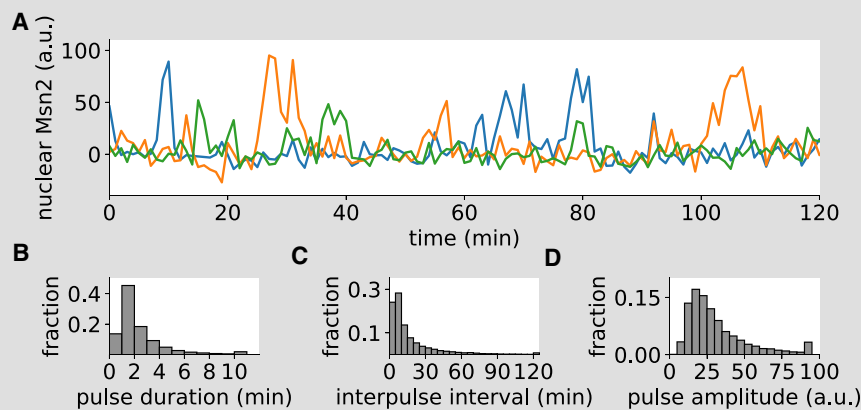 A
nuclear Msn2 (a.u.)
100
50
0
0 20 40 60 80 100 120
time (min)
B
fraction
0.4
0.2
0 2 4 6 8 10
pulse duration (min)
C
fraction
0.3
0.1
0 30 60 90 120
interpulse interval (min)
D
fraction
0.15
0.00
0 25 50 75 100
pulse amplitude (a.u.)